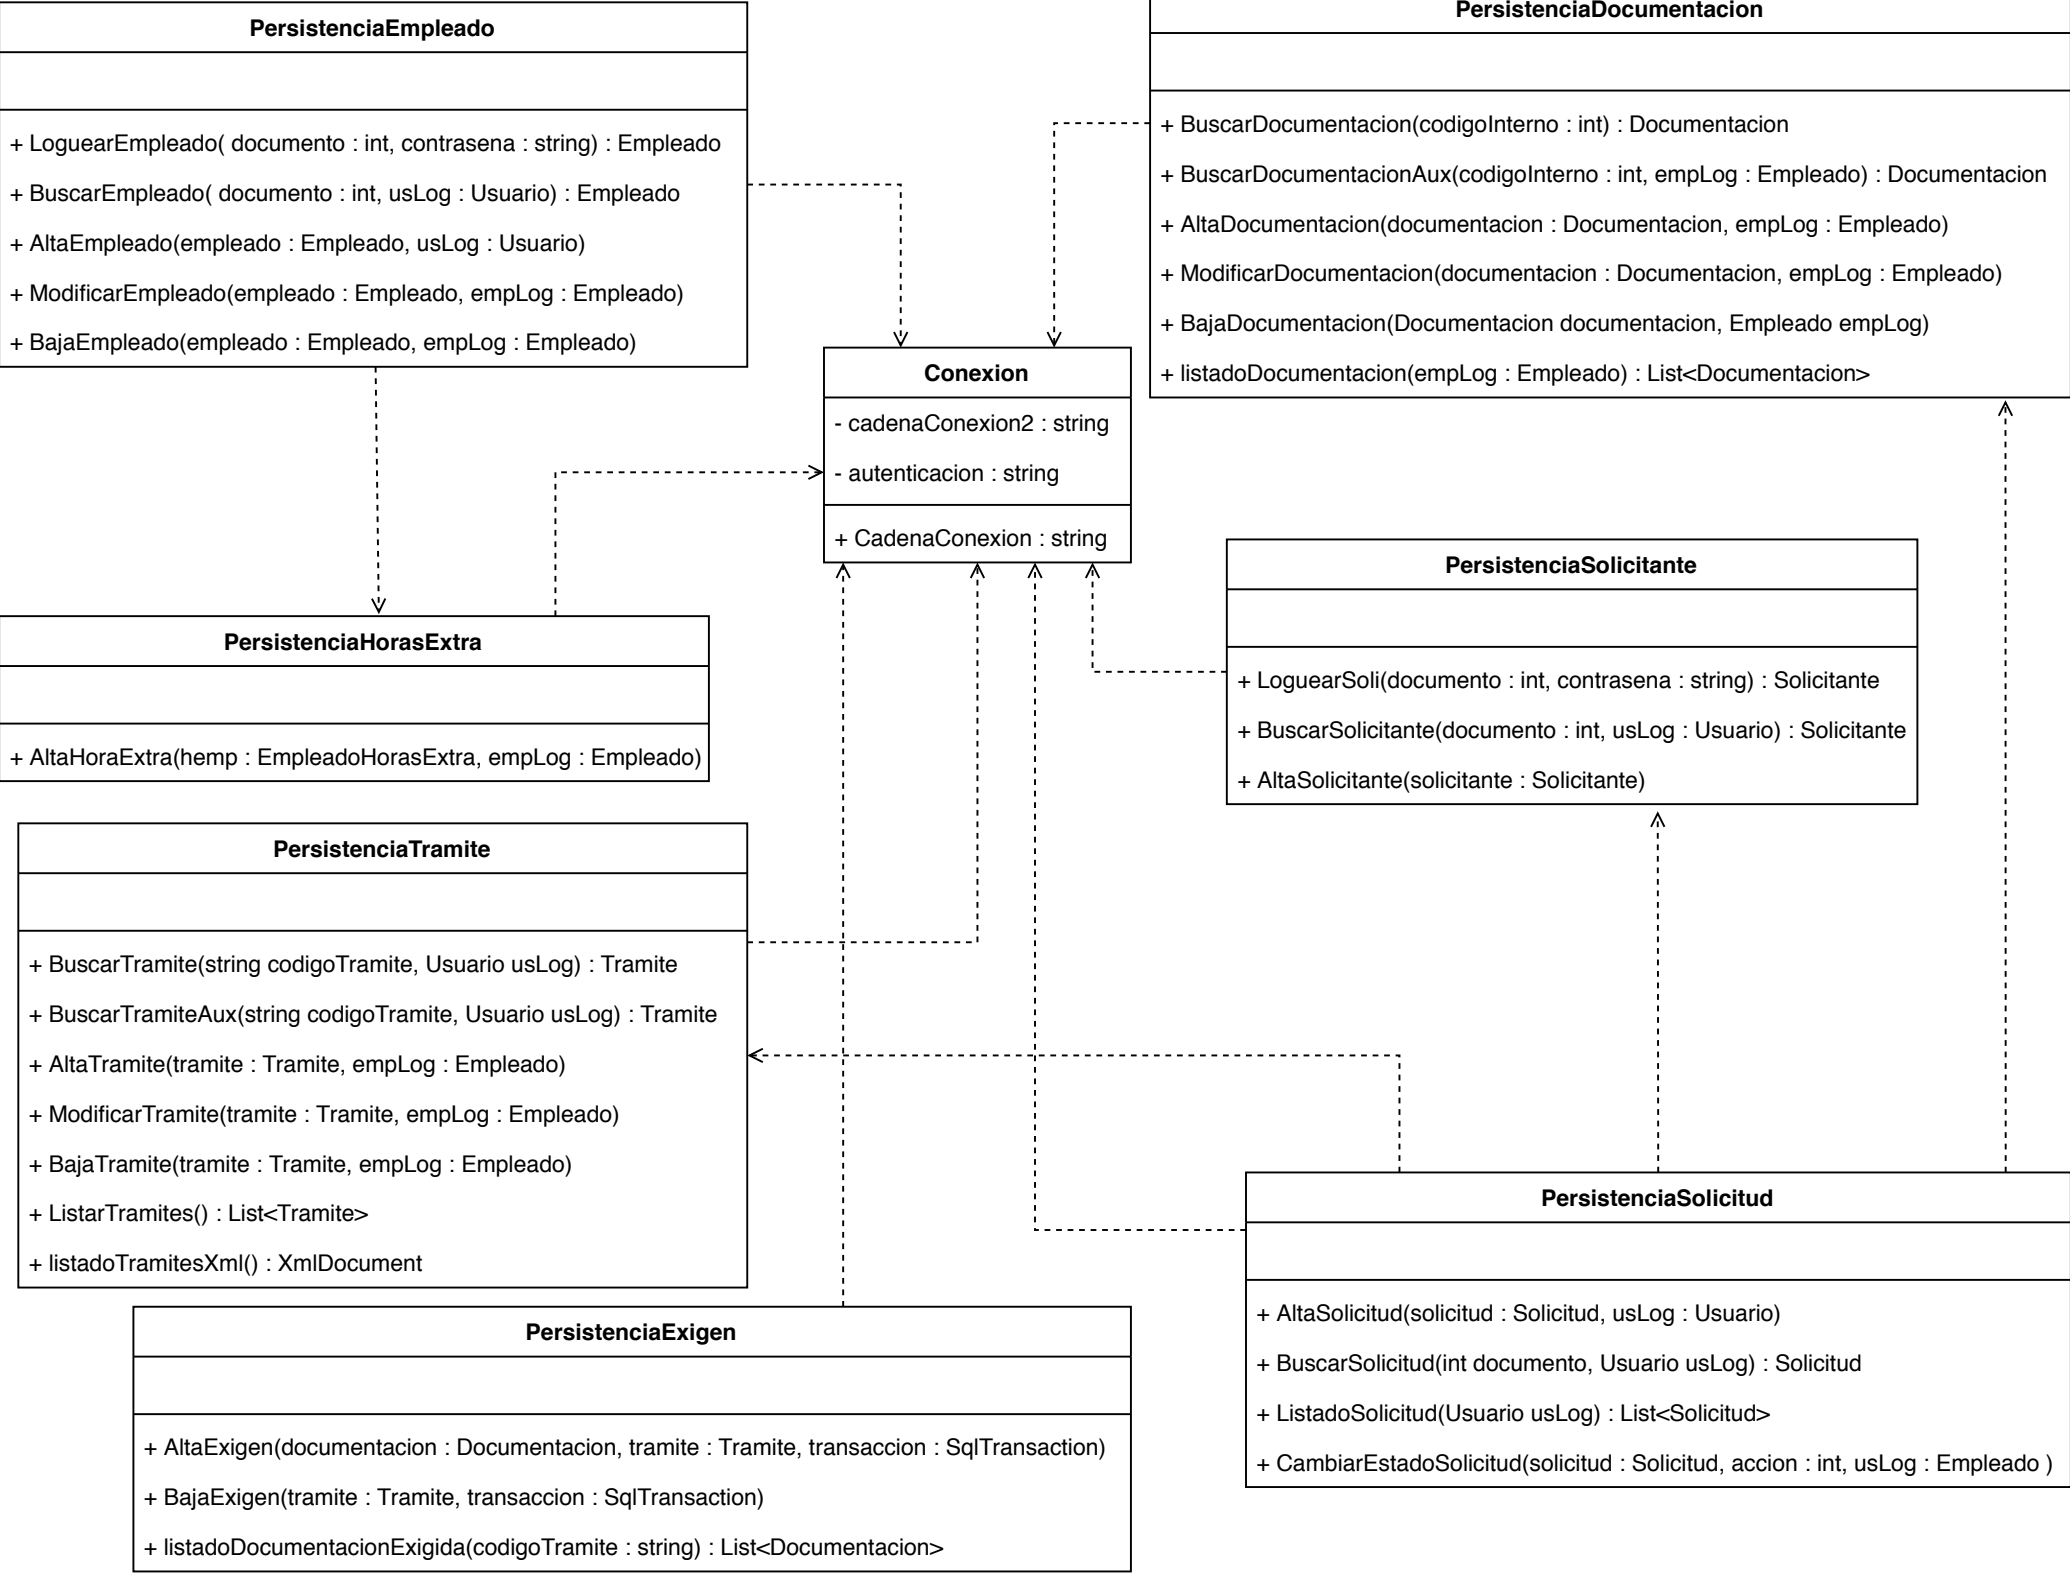 PersistenciaEmpleado
+ LoguearEmpleado( documento : int, contrasena : string) : Empleado
+ BuscarEmpleado( documento : int, usLog : Usuario) : Empleado
+ AltaEmpleado(empleado : Empleado, usLog : Usuario)
+ ModificarEmpleado(empleado : Empleado, empLog : Empleado)
+ BajaEmpleado(empleado : Empleado, empLog : Empleado)
PersistenciaDocumentacion
+ BuscarDocumentacion(codigoInterno : int) : Documentacion
+ BuscarDocumentacionAux(codigoInterno : int, empLog : Empleado) : Documentacion
+ AltaDocumentacion(documentacion : Documentacion, empLog : Empleado)
+ ModificarDocumentacion(documentacion : Documentacion, empLog : Empleado)
+ BajaDocumentacion(Documentacion documentacion, Empleado empLog)
+ listadoDocumentacion(empLog : Empleado) : List<Documentacion>
Conexion
- cadenaConexion2 : string
- autenticacion : string
+ CadenaConexion : string
PersistenciaHorasExtra
+ AltaHoraExtra(hemp : EmpleadoHorasExtra, empLog : Empleado)
PersistenciaSolicitante
+ LoguearSoli(documento : int, contrasena : string) : Solicitante
+ BuscarSolicitante(documento : int, usLog : Usuario) : Solicitante
+ AltaSolicitante(solicitante : Solicitante)
PersistenciaTramite
+ BuscarTramite(string codigoTramite, Usuario usLog) : Tramite
+ BuscarTramiteAux(string codigoTramite, Usuario usLog) : Tramite
+ AltaTramite(tramite : Tramite, empLog : Empleado)
+ ModificarTramite(tramite : Tramite, empLog : Empleado)
+ BajaTramite(tramite : Tramite, empLog : Empleado)
+ ListarTramites() : List<Tramite>
+ listadoTramitesXml() : XmlDocument
PersistenciaSolicitud
+ AltaSolicitud(solicitud : Solicitud, usLog : Usuario)
+ BuscarSolicitud(int documento, Usuario usLog) : Solicitud
+ ListadoSolicitud(Usuario usLog) : List<Solicitud>
+ CambiarEstadoSolicitud(solicitud : Solicitud, accion : int, usLog : Empleado )
PersistenciaExigen
+ AltaExigen(documentacion : Documentacion, tramite : Tramite, transaccion : SqlTransaction)
+ BajaExigen(tramite : Tramite, transaccion : SqlTransaction)
+ listadoDocumentacionExigida(codigoTramite : string) : List<Documentacion>